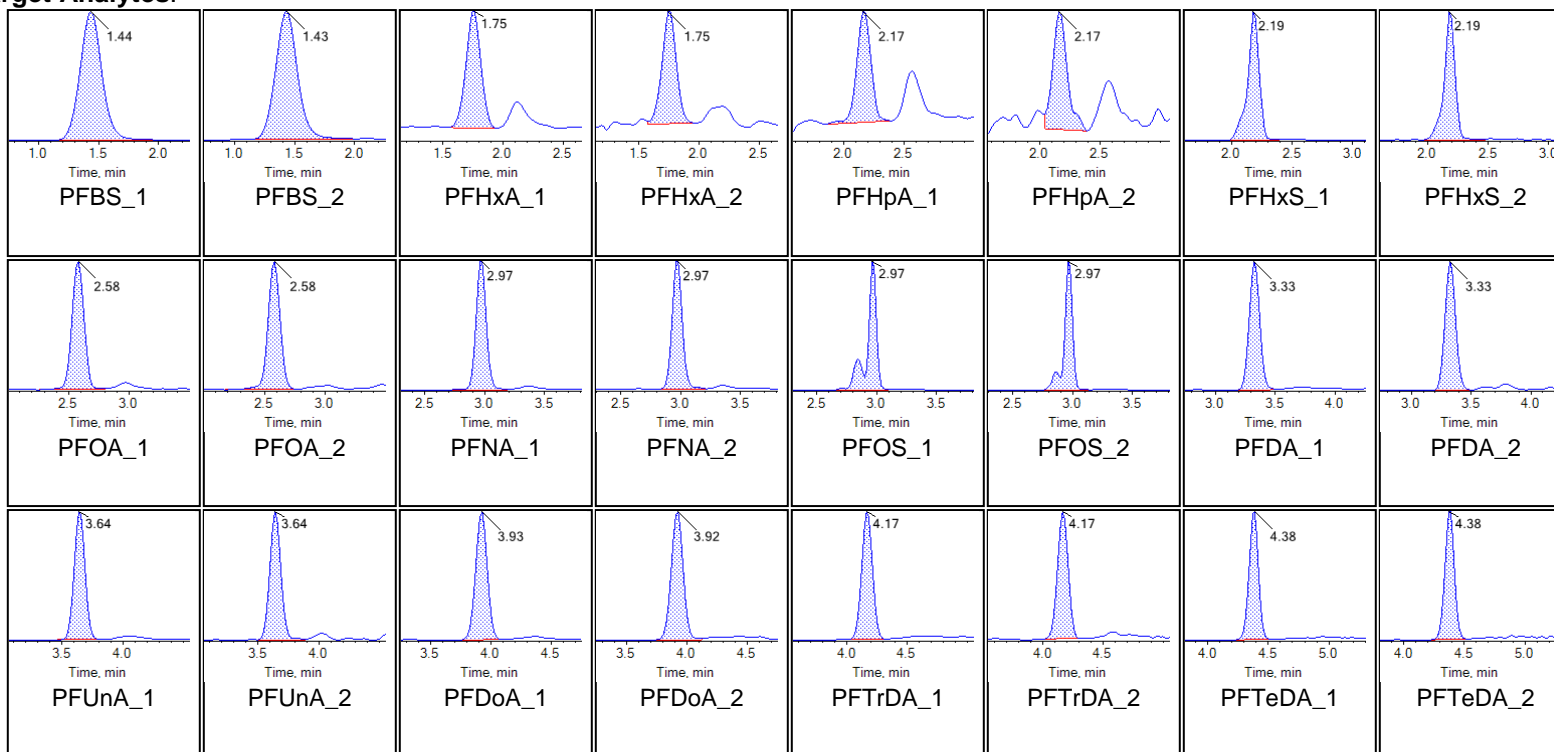 1.44 1.43 1.75 1.75 2.17 2.17 2.19 2.19
1.0 1.5 2.0 1.0 1.5 2.0 1.5 2.0 2.5 1.5 2.0 2.5 2.0 2.5 2.0 2.5 2.0 2.5 3.0 2.0 2.5 3.0
Time, min Time, min Time, min Time, min Time, min Time, min Time, min Time, min
PFBS_1 PFBS_2 PFHxA_1 PFHxA_2 PFHpA_1 PFHpA_2 PFHxS_1 PFHxS_2
2.58 2.58 2.97 2.97 2.97 2.97 3.33 3.33
2.5 3.0 2.5 3.0 2.5 3.0 3.5 2.5 3.0 3.5 2.5 3.0 3.5 2.5 3.0 3.5 3.0 3.5 4.0 3.0 3.5 4.0
Time, min Time, min Time, min Time, min Time, min Time, min Time, min Time, min
PFOA_1 PFOA_2 PFNA_1 PFNA_2 PFOS_1 PFOS_2 PFDA_1 PFDA_2
3.64 3.64 3.93 3.92 4.17 4.17 4.38 4.38
3.5 4.0 3.5 4.0 3.5 4.0 4.5 3.5 4.0 4.5 4.0 4.5 4.0 4.5 4.0 4.5 5.0 4.0 4.5 5.0
Time, min Time, min Time, min Time, min Time, min Time, min Time, min Time, min
PFUnA_1 PFUnA_2 PFDoA_1 PFDoA_2 PFTrDA_1 PFTrDA_2 PFTeDA_1 PFTeDA_2